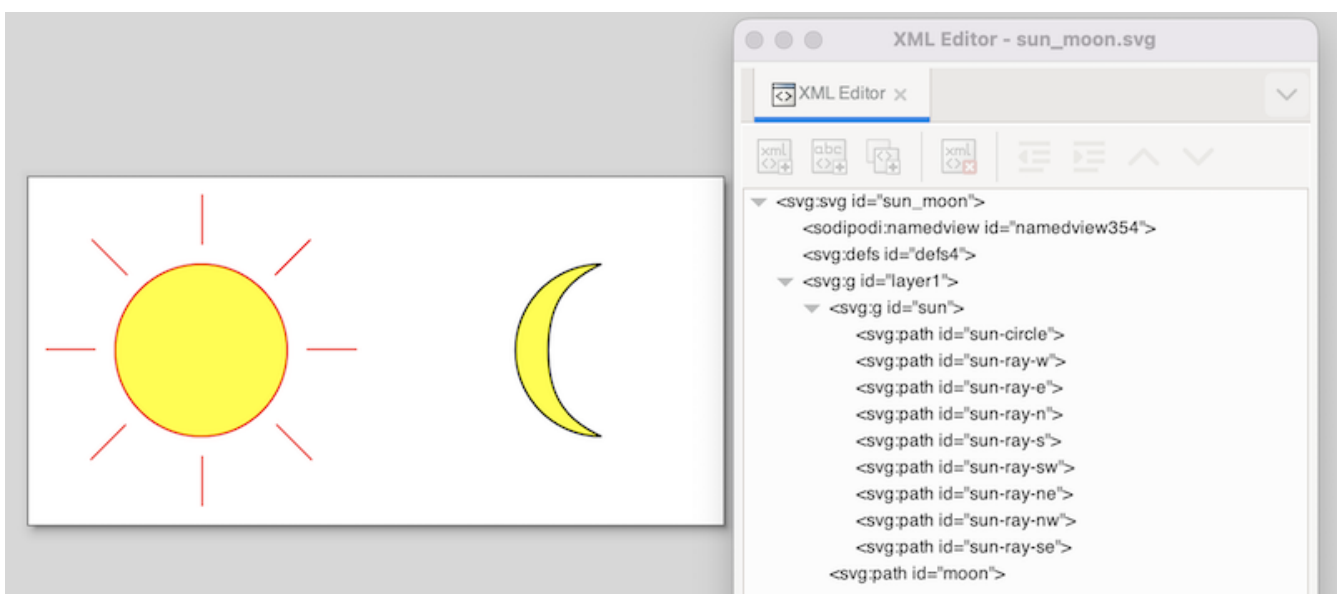 XML Editor - sun_moon.svg
XML Editor
xml
abc
xml
<svg:svg id="sun_moon">
<sodipodi:namedview id="namedview354">
<svg:defs id="defs4">
<svg:g id="layer1">
<svg:g id="sun">
<svg:path id="sun-circle">
<svg:path id="sun-ray-w">
<svg:path id="sun-ray-e">
<svg:path id="sun-ray-n">
<svg:path id="sun-ray-s">
<svg:path id="sun-ray-sw">
<svg:path id="sun-ray-ne">
<svg:path id="sun-ray-nw">
<svg:path id="sun-ray-se">
<svg:path id="moon">